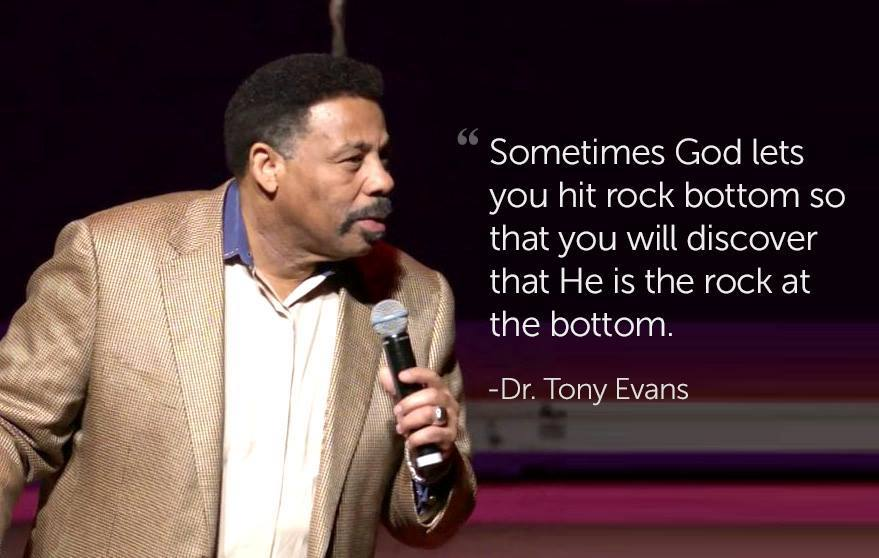 “ Sometimes God lets
you hit rock bottom so
that you will discover
that He is the rock at
the bottom.
-Dr. Tony Evans